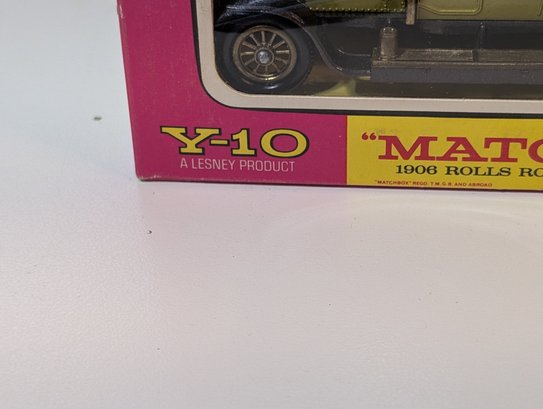 Y-10
A LESNEY PRODUCT
"MATC
1906 ROLLS RO
"MATCHBOX" REGD. T.M. G.B. AND ABROAD